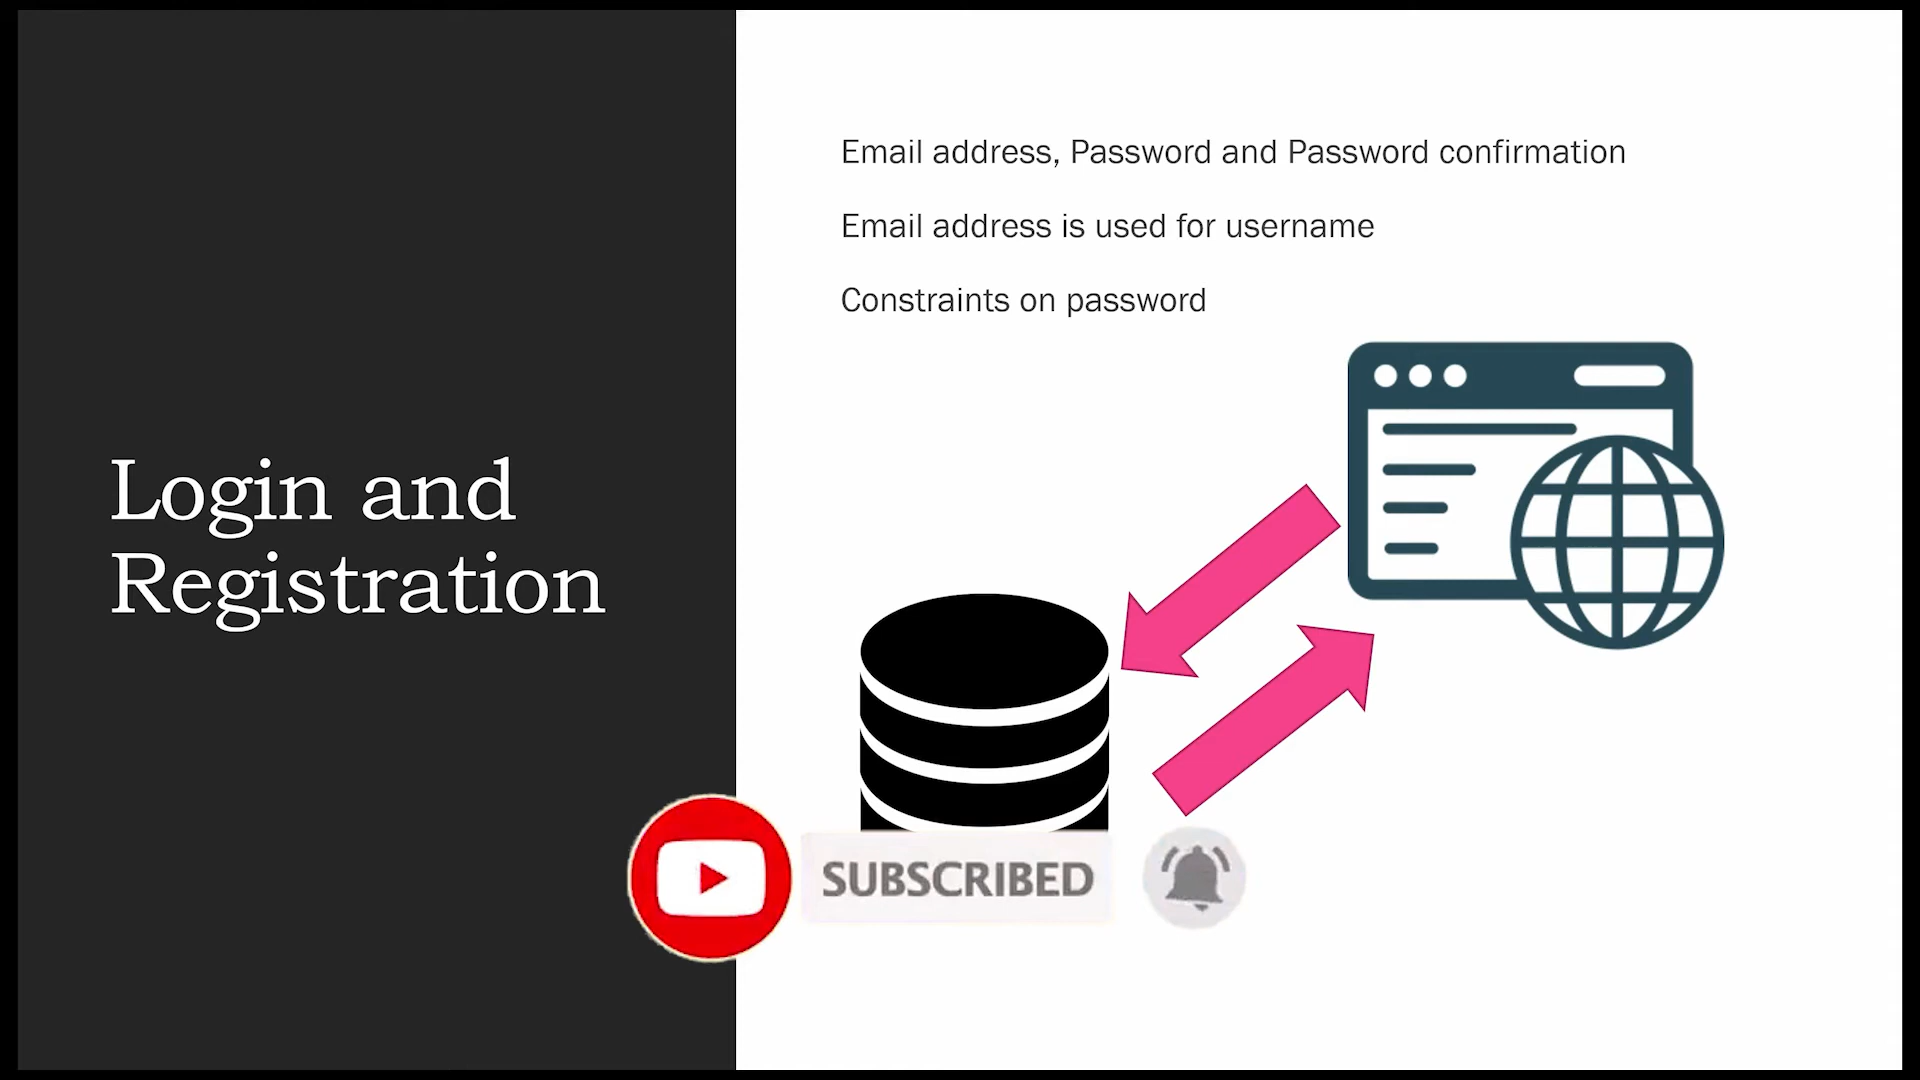 Login and
Registration
Email address, Password and Password confirmation
Email address is used for username
Constraints on password
SUBSCRIBED